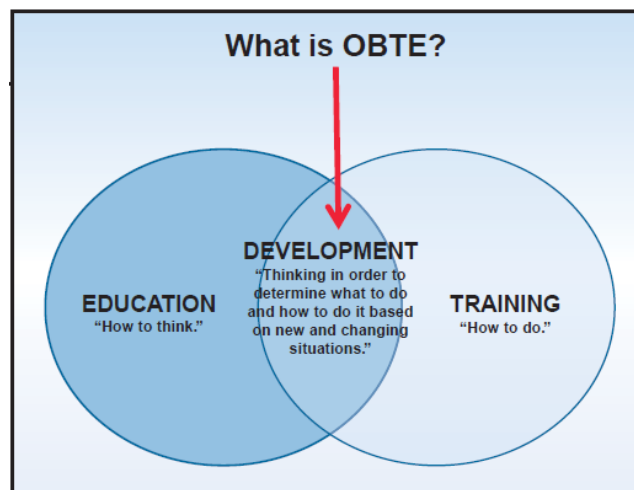 What is OBTE?
DEVELOPMENT
“Thinking in order to
determine what to do
and how to do it based
on new and changing
situations.”
EDUCATION
“How to think.”
TRAINING
“How to do.”